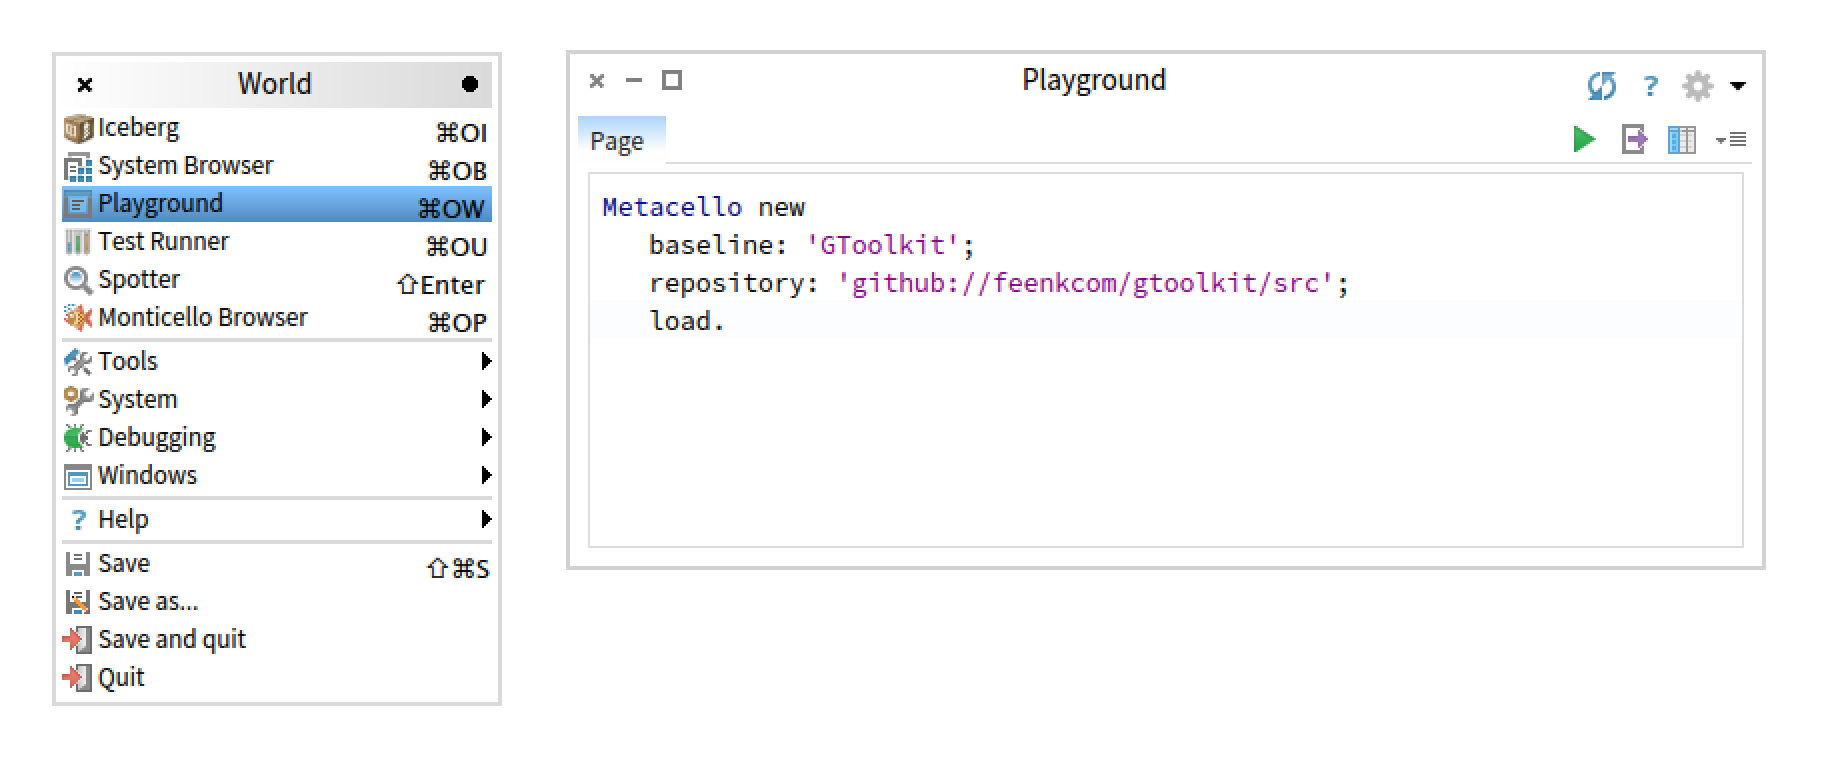 World
Iceberg ⌘OI
System Browser ⌘OB
Playground ⌘OW
Test Runner ⌘OU
Spotter ⇧Enter
Monticello Browser ⌘OP
Tools
System
Debugging
Windows
? Help
Save ⇧⌘S
Save as...
Save and quit
Quit
Playground
?
Page
Metacello new
baseline: 'GToolkit';
repository: 'github://feenkcom/gtoolkit/src';
load.